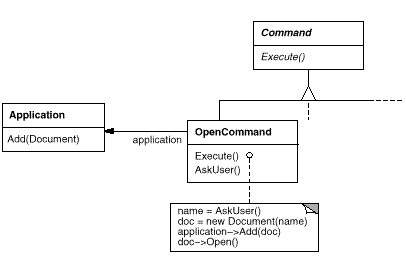 Command
Execute()
Application
Add(Document)
application
OpenCommand
Execute()
AskUser()
name = AskUser()
doc = new Document(name)
application->Add(doc)
doc->Open()